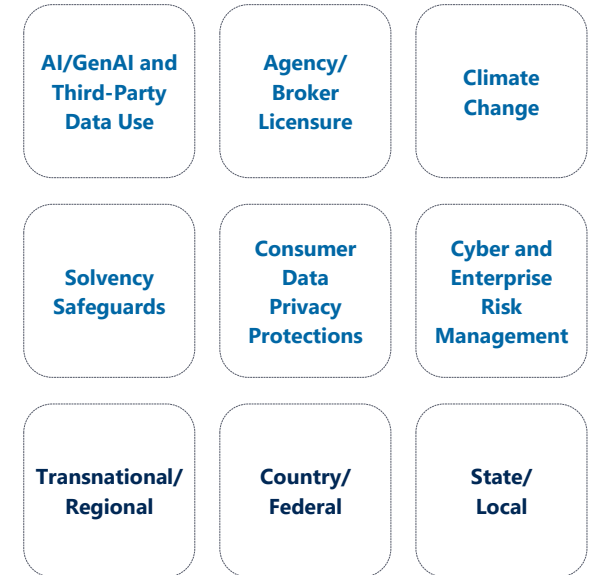 AI/GenAI and
Third-Party
Data Use
Agency/
Broker
Licensure
Climate
Change
Solvency
Safeguards
Consumer
Data
Privacy
Protections
Cyber and
Enterprise
Risk
Management
Transnational/
Regional
Country/
Federal
State/
Local